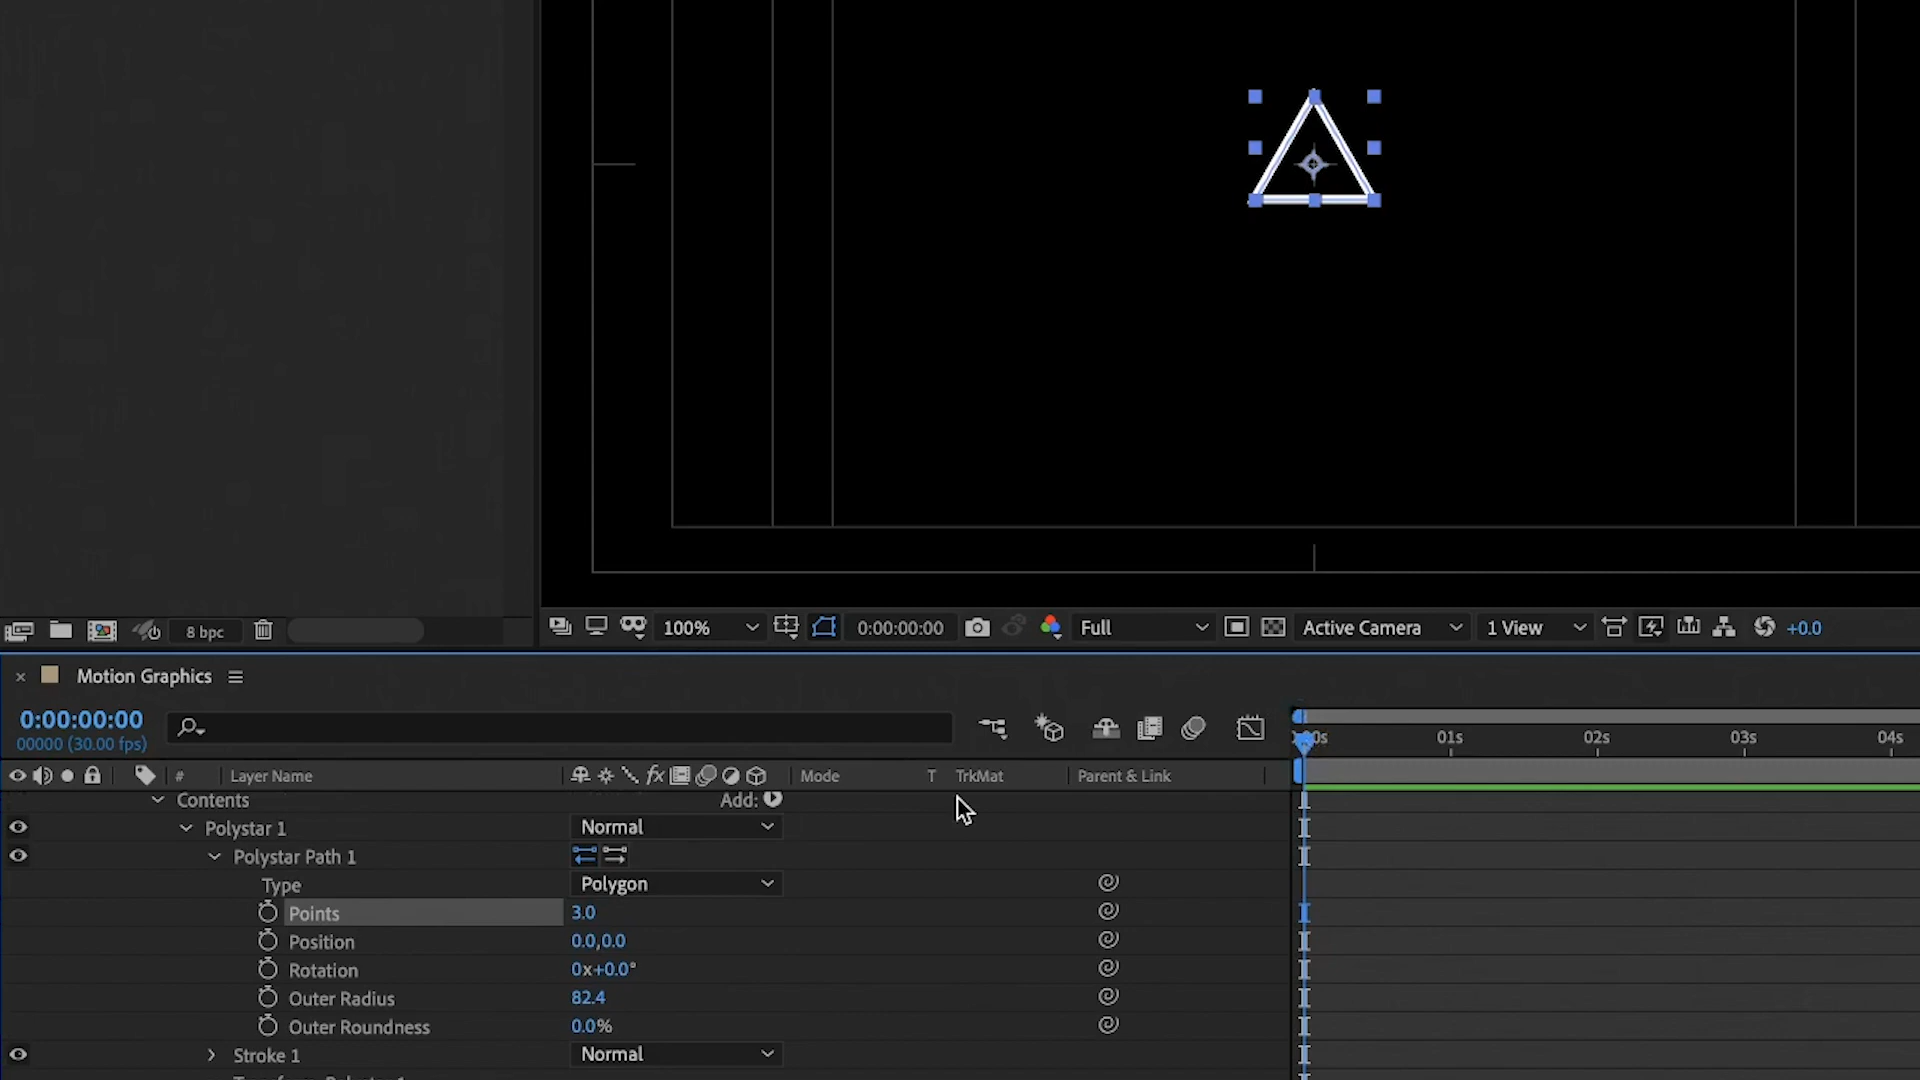 8 bpc
100%
0:00:00:00
Full
Active Camera
1 View
+0.0
Motion Graphics
0:00:00:00
00000 (30.00 fps)
01s
02s
03s
04s
#
Layer Name
fx
Mode
T
TrkMat
Parent & Link
Contents
Add:
Polystar 1
Normal
Polystar Path 1
Type
Polygon
Points
3.0
Position
0.0,0.0
Rotation
0x+0.0°
Outer Radius
82.4
Outer Roundness
0.0%
Stroke 1
Normal